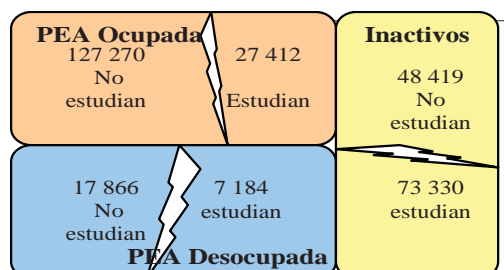 PEA Ocupada
127 270
No
estudian
27 412
Estudian
Inactivos
48 419
No
estudian
73 330
estudian
17 866
No
estudian
7 184
estudian
PEA Desocupada